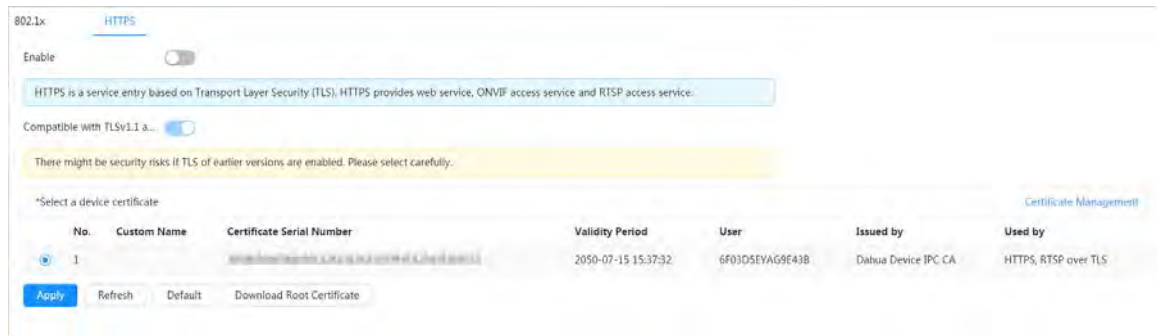 802.1x HTTPS
Enable
HTTPS is a service entry based on Transport Layer Security (TLS). HTTPS provides web service, ONVIF access service and RTSP access service.
Compatible with TLSv1.1 a...
There might be security risks if TLS of earlier versions are enabled. Please select carefully.
*Select a device certificate Certificate Management
No. Custom Name Certificate Serial Number Validity Period User Issued by Used by
1 2050-07-15 15:37:32 6F03D5EYAG9E43B Dahua Device IPC CA HTTPS, RTSP over TLS
Apply Refresh Default Download Root Certificate